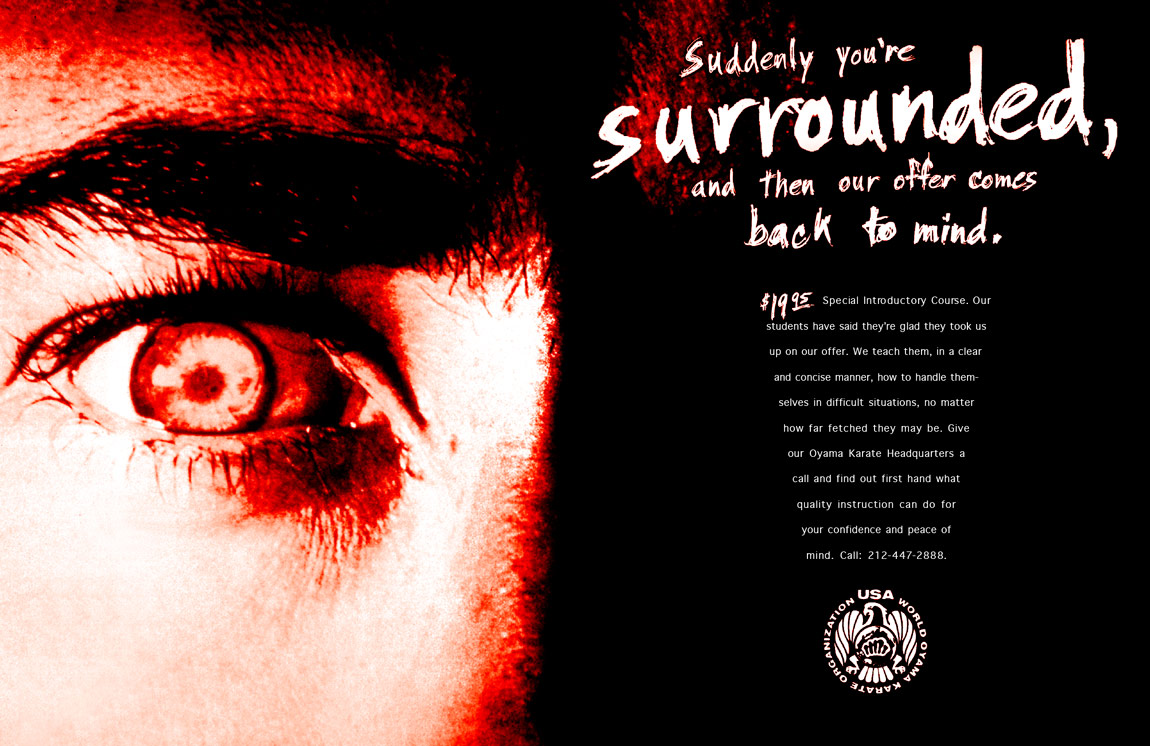 Suddenly you're
surrounded,
and then our offer comes
back to mind.
$19.95 Special Introductory Course. Our
students have said they're glad they took us
up on our offer. We teach them, in a clear
and concise manner, how to handle them-
selves in difficult situations, no matter
how far fetched they may be. Give
our Oyama Karate Headquarters a
call and find out first hand what
quality instruction can do for
your confidence and peace of
mind. Call: 212-447-2888.
USA WORLD OYAMA KARATE ORGANIZATION